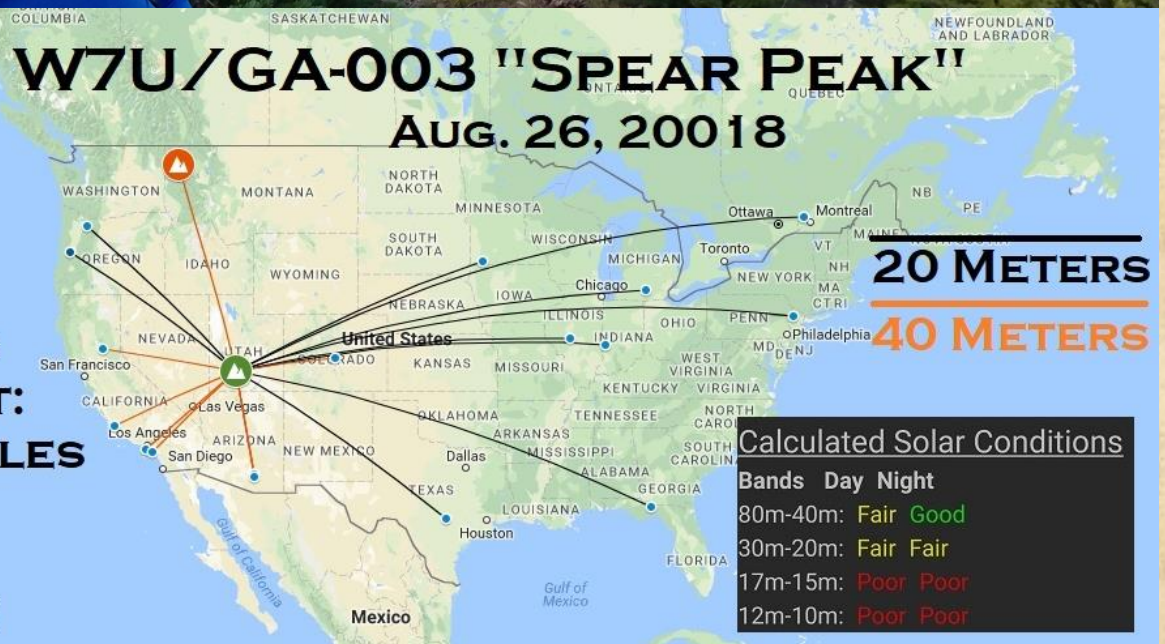 COLUMBIA
SASKATCHEWAN
NEWFOUNDLAND
AND LABRADOR
W7U/GA-003 "SPEAR PEAK"
ONTARIO
QUEBEC
AUG. 26, 20018
WASHINGTON
MONTANA
NORTH
DAKOTA
MINNESOTA
NB
PE
Ottawa
Montreal
MAINE
OREGON
IDAHO
SOUTH
DAKOTA
WISCONSIN
MICHIGAN
Toronto
VT
NH
20 METERS
WYOMING
NEBRASKA
IOWA
Chicago
NEW YORK
MA
CT RI
ILLINOIS
INDIANA
OHIO
PENN
Philadelphia
40 METERS
NEVADA
UTAH
United States
COLORADO
KANSAS
MISSOURI
WEST
VIRGINIA
MD
DE
NJ
San Francisco
CALIFORNIA
Las Vegas
KENTUCKY
VIRGINIA
T:
LES
Los Angeles
San Diego
ARIZONA
NEW MEXICO
OKLAHOMA
ARKANSAS
TENNESSEE
NORTH
CAROL
Dallas
MISSISSIPPI
ALABAMA
SOUTH
CAROLINA
GEORGIA
TEXAS
LOUISIANA
Houston
FLORIDA
Gulf of
California
Gulf of
Mexico
Mexico
Calculated Solar Conditions
Bands Day Night
80m-40m: Fair Good
30m-20m: Fair Fair
17m-15m: Poor Poor
12m-10m: Poor Poor